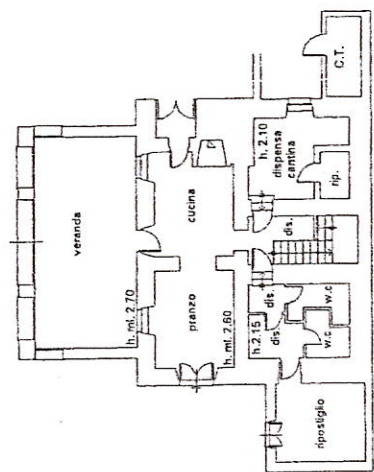 veranda
h. ml. 2.70
cucina
pranzo
h. ml. 2.60
C.T.
h. 2.10
dispensa
cantina
rip.
dis.
dis.
w.c
h.2.15
dis.
w.c
ripostiglio